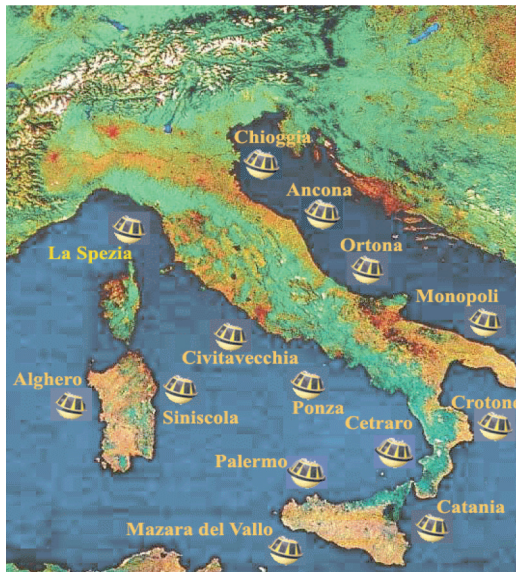 Chioggia
Ancona
La Spezia
Ortona
Monopoli
Civitavecchia
Alghero
Siniscola
Ponza
Crotone
Cetraro
Palermo
Catania
Mazara del Vallo